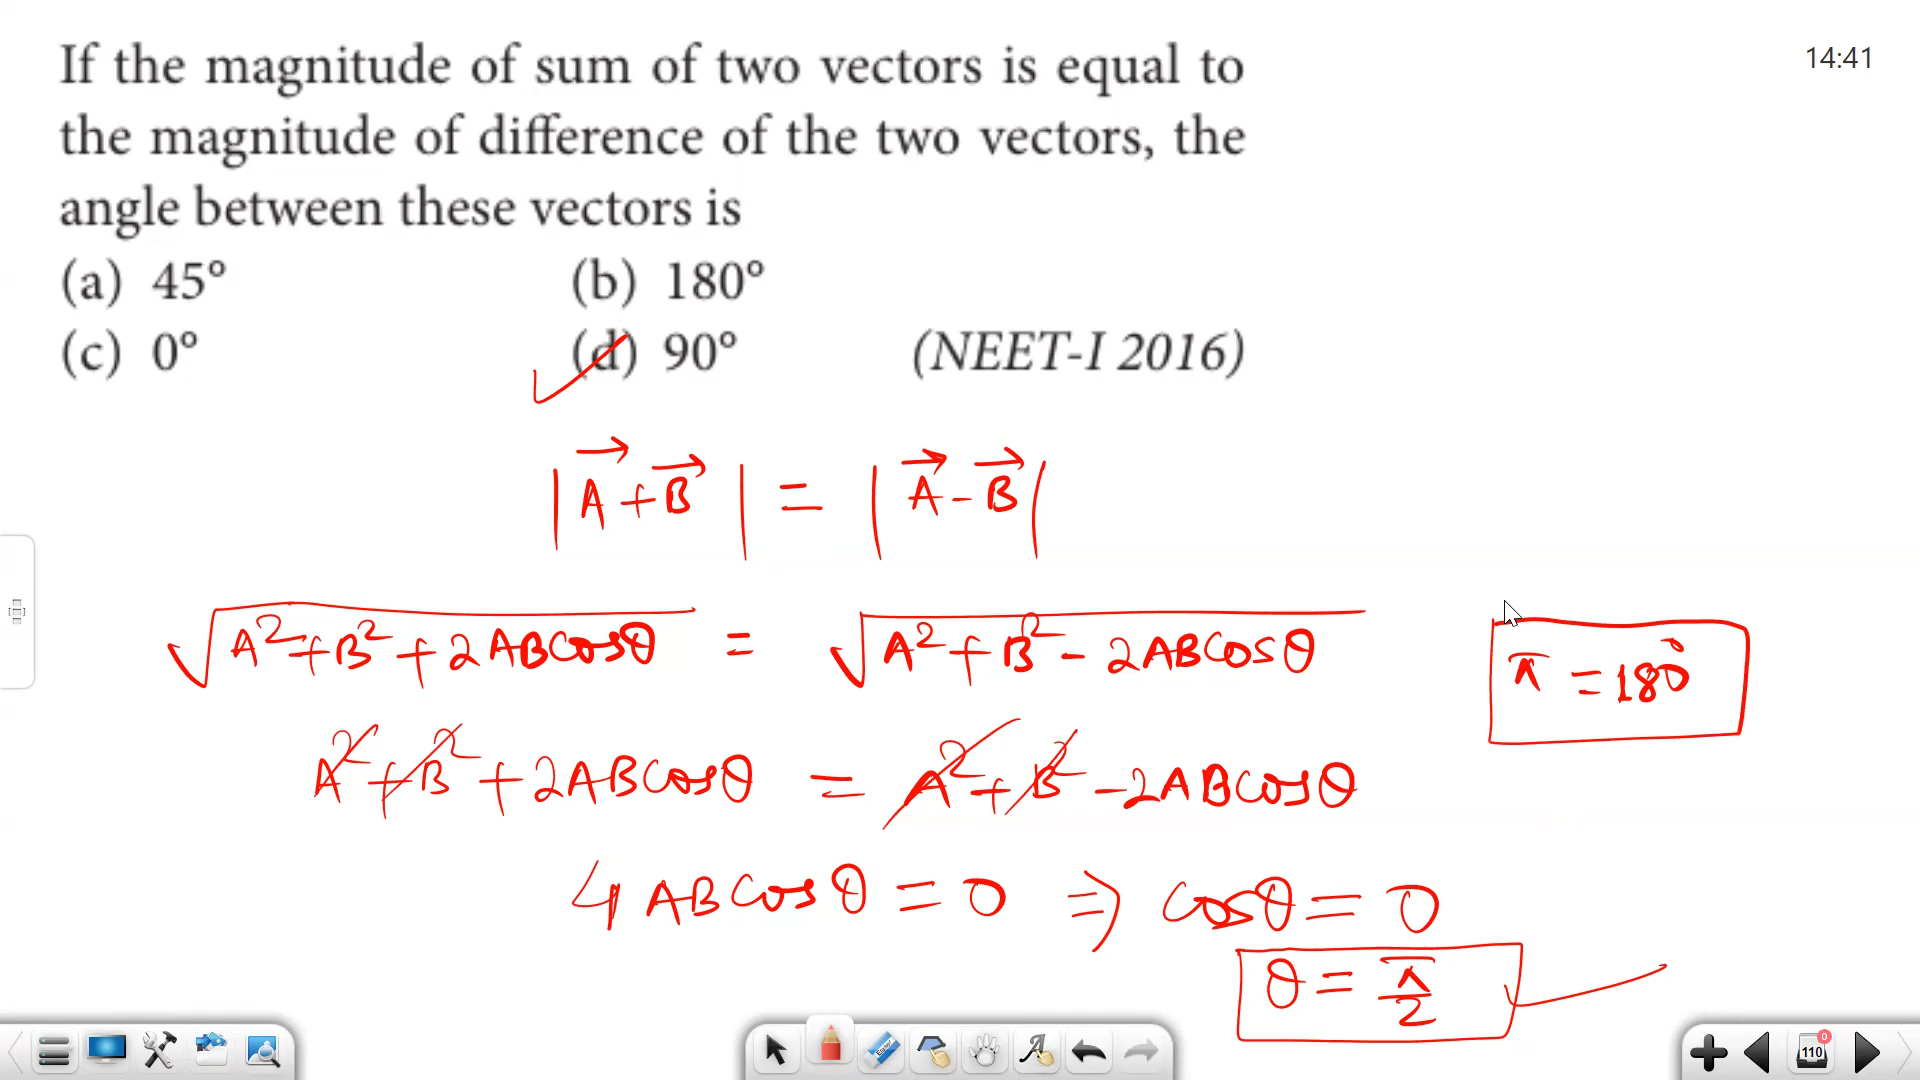 14:41
If the magnitude of sum of two vectors is equal to
the magnitude of difference of the two vectors, the
angle between these vectors is
(a) 45° (b) 180°
(c) 0° (d) 90° (NEET-I 2016)
|A⃗ + B⃗| = |A⃗ - B⃗|
√(A² + B² + 2ABcosθ) = √(A² + B² - 2ABcosθ)
π = 180°
A² + B² + 2ABcosθ = A² + B² - 2ABcosθ
4ABcosθ = 0 ⇒ cosθ = 0
θ = π/2
Eraser
A
110
0